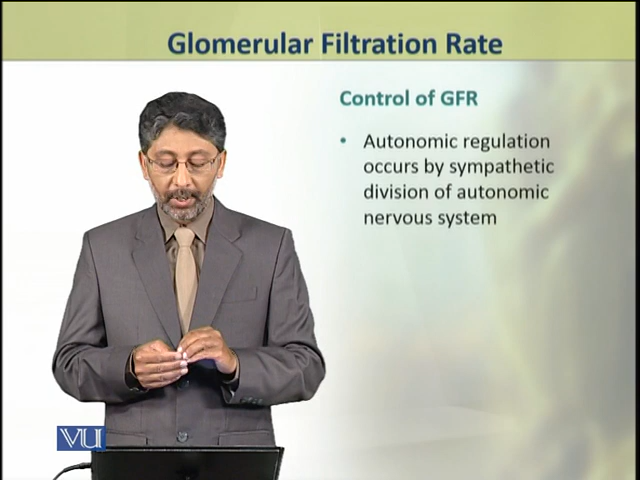 Glomerular Filtration Rate
Control of GFR
• Autonomic regulation
occurs by sympathetic
division of autonomic
nervous system
VU